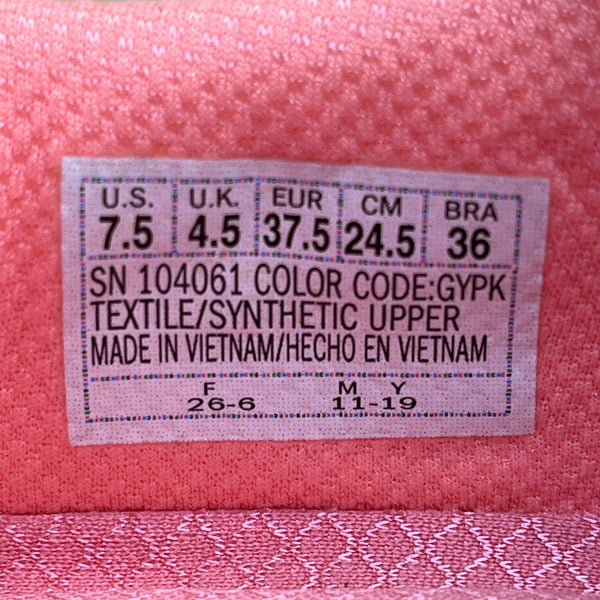 U.S. U.K. EUR CM BRA
7.5 4.5 37.5 24.5 36
SN 104061 COLOR CODE:GYPK
TEXTILE/SYNTHETIC UPPER
MADE IN VIETNAM/HECHO EN VIETNAM
F M Y
26-6 11-19